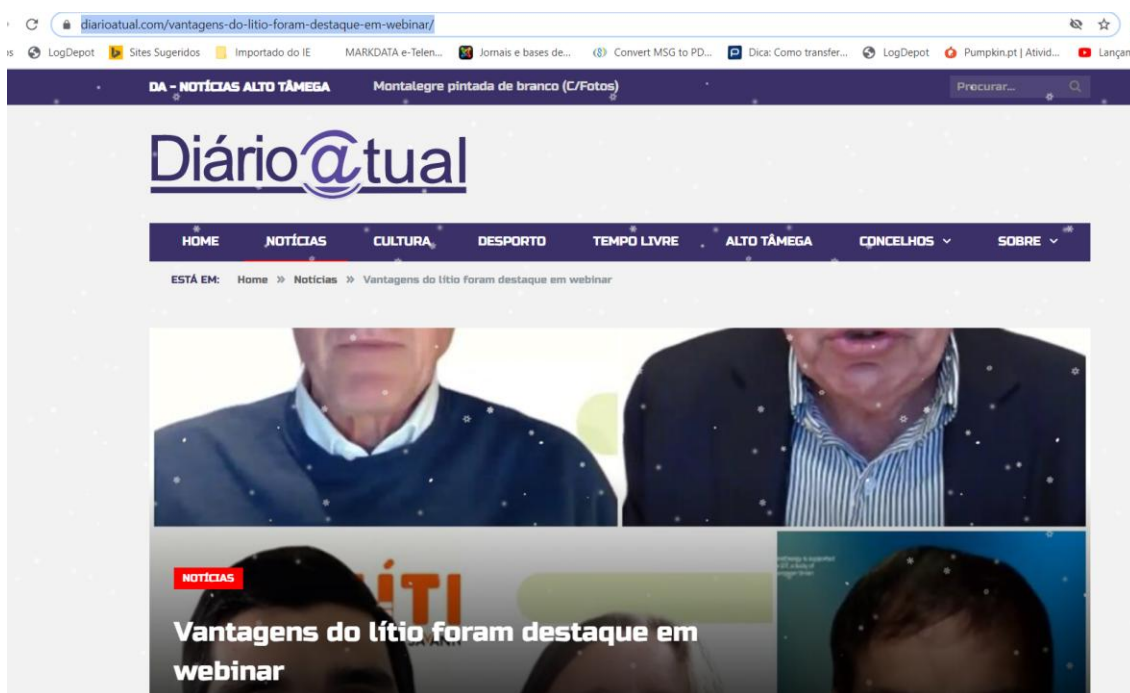 diarioatual.com/vantagens-do-litio-foram-destaque-em-webinar/
os LogDepot Sites Sugeridos Importado do IE MARKDATA e-Telen... Jornais e bases de... Convert MSG to PD... Dica: Como transfer... LogDepot Pumpkin.pt | Ativid... Lançan
DA - NOTÍCIAS ALTO TÂMEGA Montalegre pintada de branco (C/Fotos) Procurar...
Diário@tual
HOME NOTÍCIAS CULTURA DESPORTO TEMPO LIVRE ALTO TÂMEGA CONCELHOS SOBRE
ESTÁ EM: Home » Notícias » Vantagens do lítio foram destaque em webinar
LÍTI
NOTÍCIAS
Vantagens do lítio foram destaque em
webinar